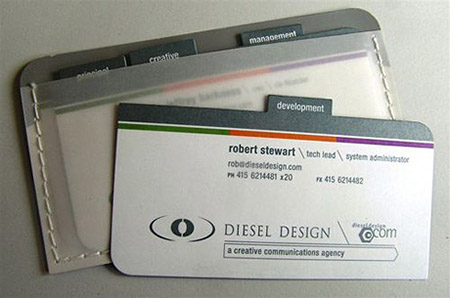 management
creative
principal
development
robert stewart \ tech lead \ system administrator
rob@dieseldesign.com
PH 415 6214481 x20 FX 415 6214482
DIESEL DESIGN \ dieseldesign
.com
a creative communications agency